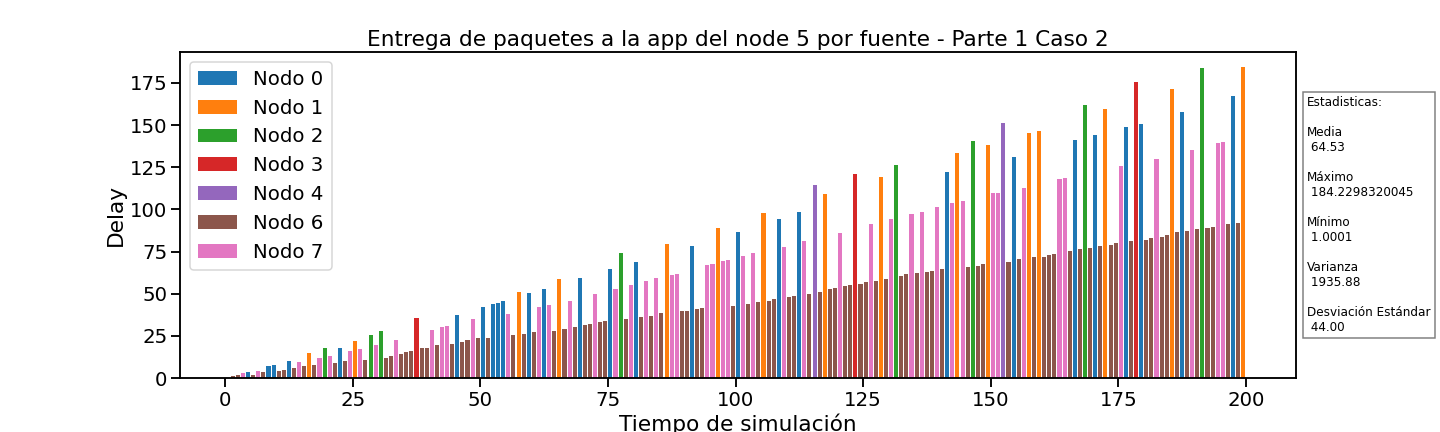 Entrega de paquetes a la app del node 5 por fuente - Parte 1 Caso 2
Delay
175
150
125
100
75
50
25
0
Nodo 0
Nodo 1
Nodo 2
Nodo 3
Nodo 4
Nodo 6
Nodo 7
0 25 50 75 100 125 150 175 200
Tiempo de simulación
Estadisticas:
Media
64.53
Máximo
184.2298320045
Mínimo
1.0001
Varianza
1935.88
Desviación Estándar
44.00